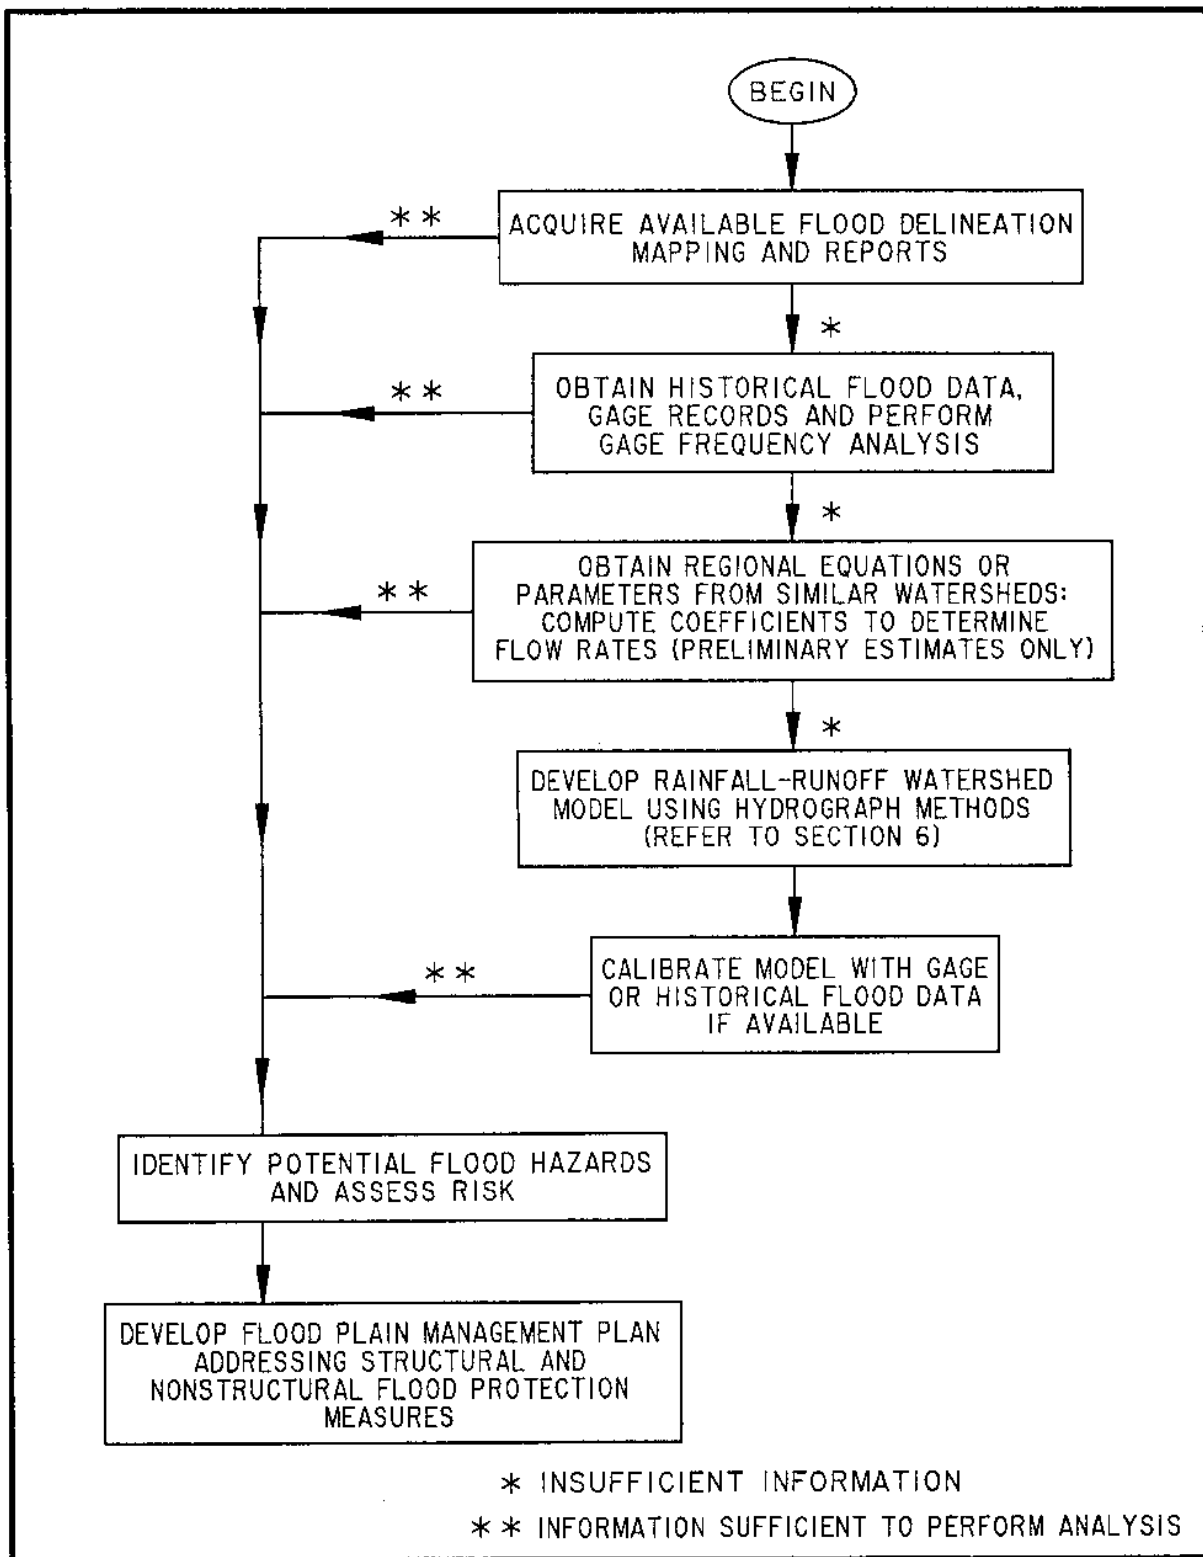 BEGIN
* *
ACQUIRE AVAILABLE FLOOD DELINEATION
MAPPING AND REPORTS
*
* *
OBTAIN HISTORICAL FLOOD DATA,
GAGE RECORDS AND PERFORM
GAGE FREQUENCY ANALYSIS
*
* *
OBTAIN REGIONAL EQUATIONS OR
PARAMETERS FROM SIMILAR WATERSHEDS:
COMPUTE COEFFICIENTS TO DETERMINE
FLOW RATES (PRELIMINARY ESTIMATES ONLY)
*
DEVELOP RAINFALL-RUNOFF WATERSHED
MODEL USING HYDROGRAPH METHODS
(REFER TO SECTION 6)
* *
CALIBRATE MODEL WITH GAGE
OR HISTORICAL FLOOD DATA
IF AVAILABLE
IDENTIFY POTENTIAL FLOOD HAZARDS
AND ASSESS RISK
DEVELOP FLOOD PLAIN MANAGEMENT PLAN
ADDRESSING STRUCTURAL AND
NONSTRUCTURAL FLOOD PROTECTION
MEASURES
* INSUFFICIENT INFORMATION
* * INFORMATION SUFFICIENT TO PERFORM ANALYSIS